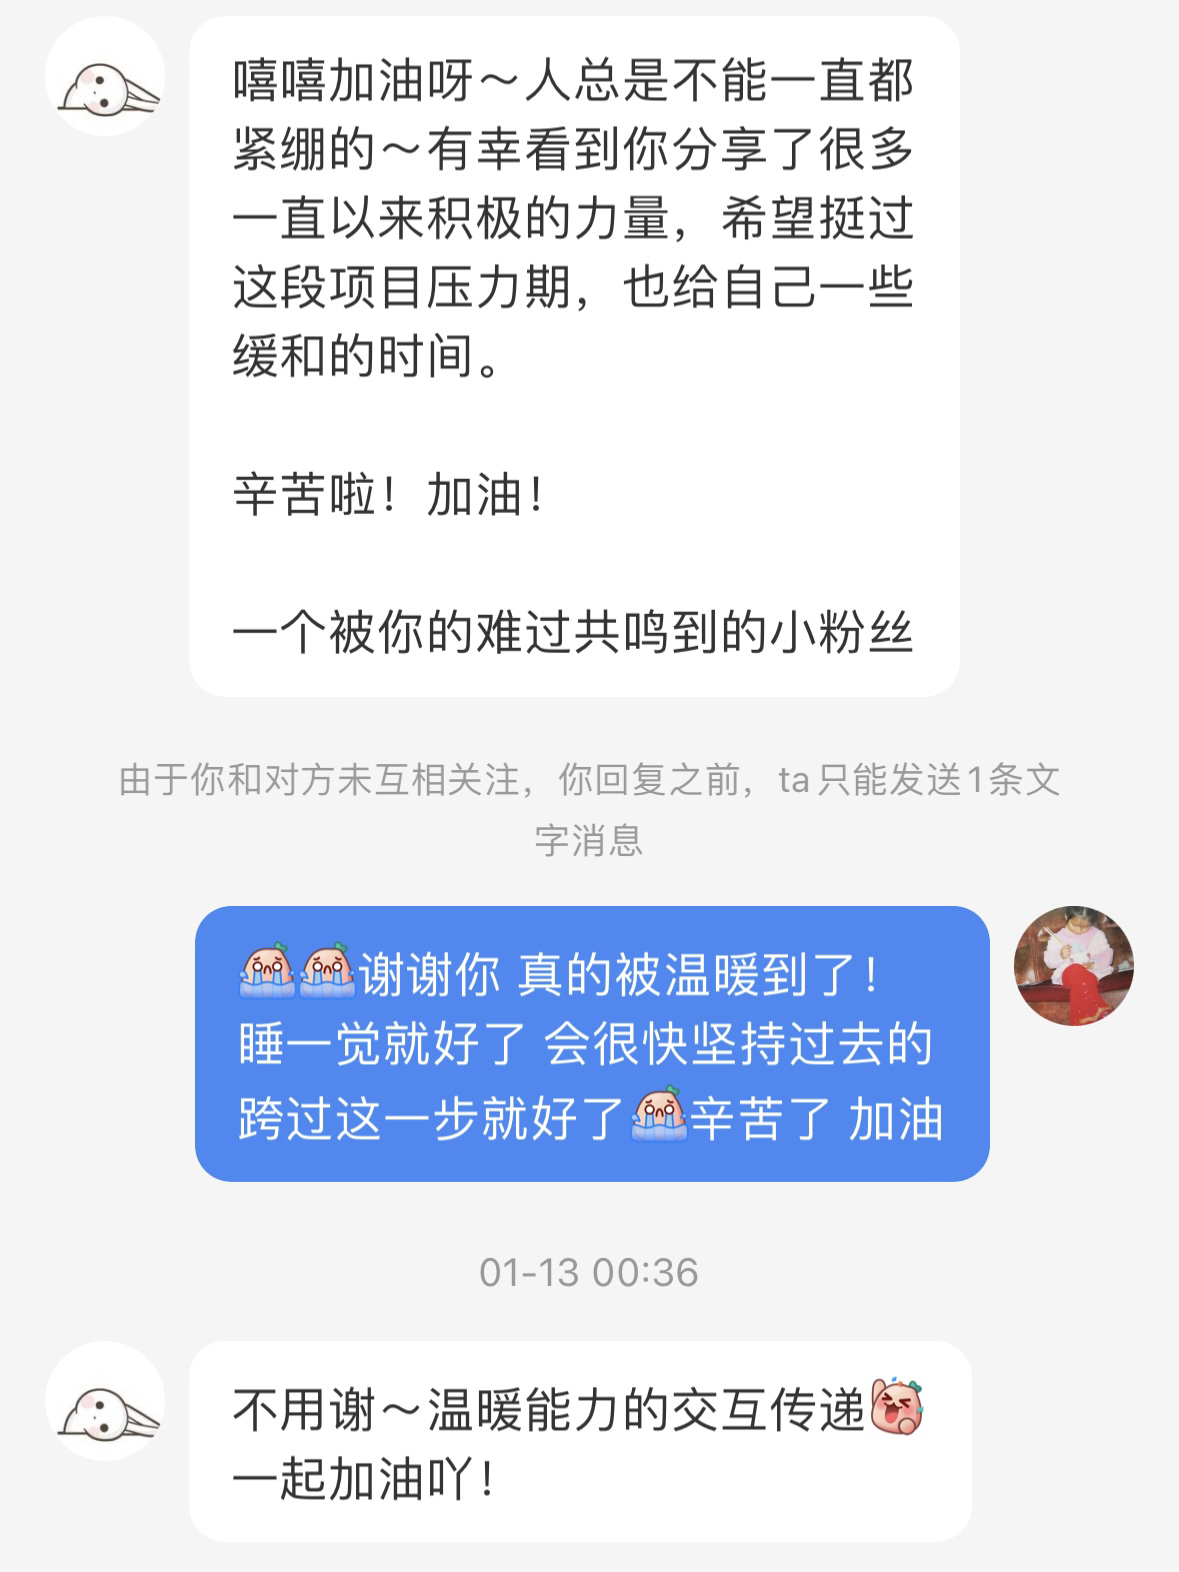 嘻嘻加油呀～人总是不能一直都
紧绷的～有幸看到你分享了很多
一直以来积极的力量，希望挺过
这段项目压力期，也给自己一些
缓和的时间。
辛苦啦！加油！
一个被你的难过共鸣到的小粉丝
由于你和对方未互相关注，你回复之前，ta只能发送1条文
字消息
谢谢你 真的被温暖到了！
睡一觉就好了 会很快坚持过去的
跨过这一步就好了辛苦了 加油
01-13 00:36
不用谢～温暖能力的交互传递
一起加油吖！